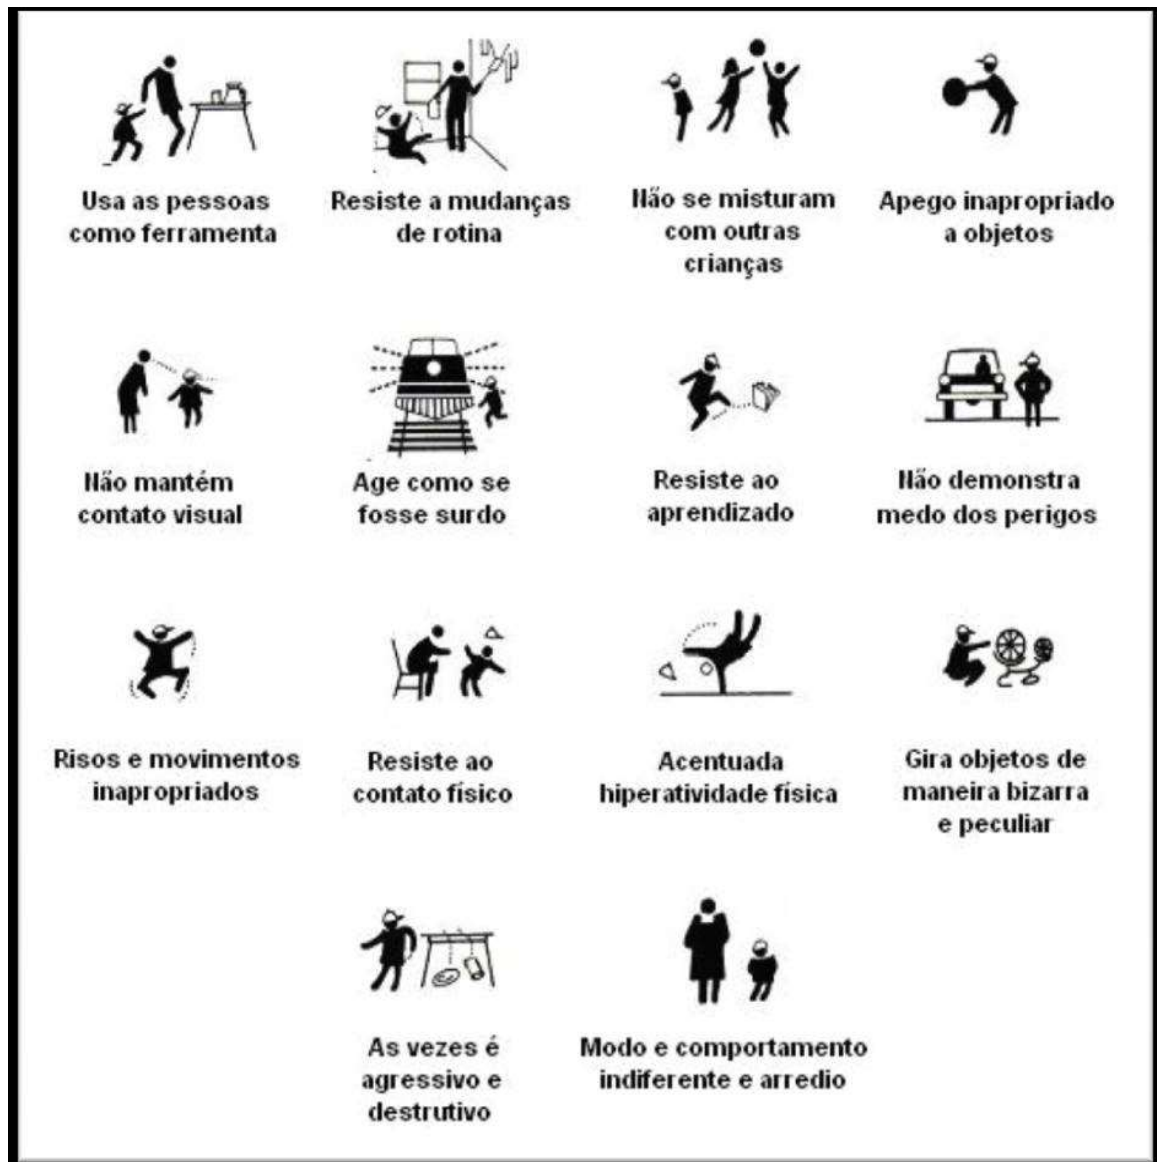 Usa as pessoas
como ferramenta
Resiste a mudanças
de rotina
Não se misturam
com outras
crianças
Apego inapropriado
a objetos
Não mantém
contato visual
Age como se
fosse surdo
Resiste ao
aprendizado
Não demonstra
medo dos perigos
Risos e movimentos
inapropriados
Resiste ao
contato físico
Acentuada
hiperatividade física
Gira objetos de
maneira bizarra
e peculiar
As vezes é
agressivo e
destrutivo
Modo e comportamento
indiferente e arredio